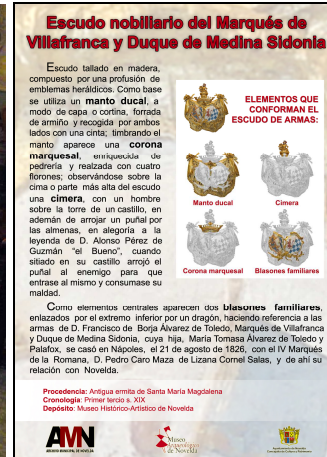 Escudo nobiliario del Marqués de
Villafranca y Duque de Medina Sidonia
Escudo tallado en madera,
compuesto por una profusión de
emblemas heráldicos. Como base
se utiliza un manto ducal, a
modo de capa o cortina, forrada
de armiño y recogida por ambos
lados con una cinta; timbrando el
manto aparece una corona
marquesal, enriquecida de
pedrería y realzada con cuatro
florones; observándose sobre la
cima o parte más alta del escudo
una cimera, con un hombre
sobre la torre de un castillo, en
ademán de arrojar un puñal por
las almenas, en alegoría a la
leyenda de D. Alonso Pérez de
Guzmán “el Bueno”, cuando
sitiado en su castillo arrojó el
puñal al enemigo para que
entrase al mismo y consumase su
maldad.
ELEMENTOS QUE
CONFORMAN EL
ESCUDO DE ARMAS:
Manto ducal
Cimera
Corona marquesal
Blasones familiares
Como elementos centrales aparecen dos blasones familiares,
enlazados por el extremo inferior por un dragón, haciendo referencia a las
armas de D. Francisco de Borja Álvarez de Toledo, Marqués de Villafranca
y Duque de Medina Sidonia, cuya hija, María Tomasa Álvarez de Toledo y
Palafox, se casó en Nápoles, el 21 de agosto de 1826, con el IV Marqués
de la Romana, D. Pedro Caro Maza de Lizana Cornel Salas, y de ahí su
relación con Novelda.
Procedencia: Antigua ermita de Santa María Magdalena
Cronología: Primer tercio s. XIX
Depósito: Museo Histórico-Artístico de Novelda
AMN
ARCHIVO MUNICIPAL DE NOVELDA
Museo
Arqueológico
de Novelda